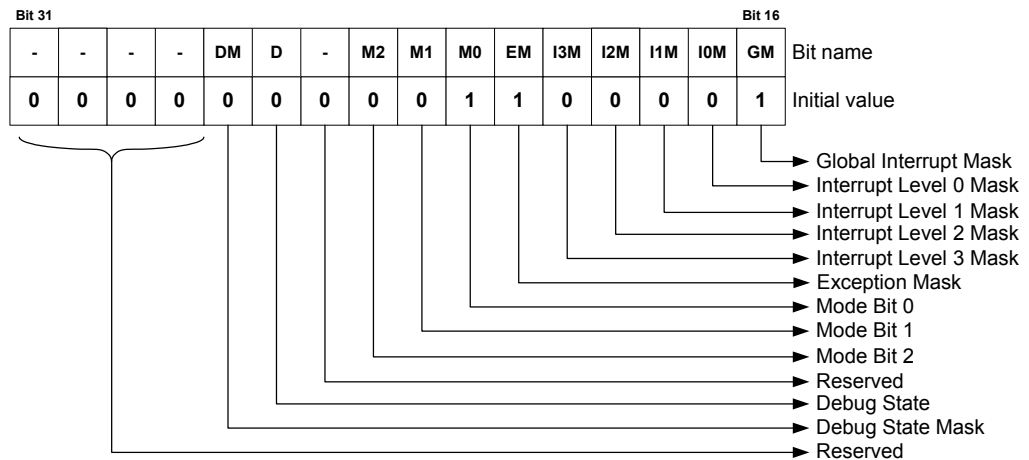 Bit 31 Bit 16
- - - - DM D - M2 M1 M0 EM I3M I2M I1M I0M GM Bit name
0 0 0 0 0 0 0 0 0 1 1 0 0 0 0 1 Initial value
Global Interrupt Mask
Interrupt Level 0 Mask
Interrupt Level 1 Mask
Interrupt Level 2 Mask
Interrupt Level 3 Mask
Exception Mask
Mode Bit 0
Mode Bit 1
Mode Bit 2
Reserved
Debug State
Debug State Mask
Reserved